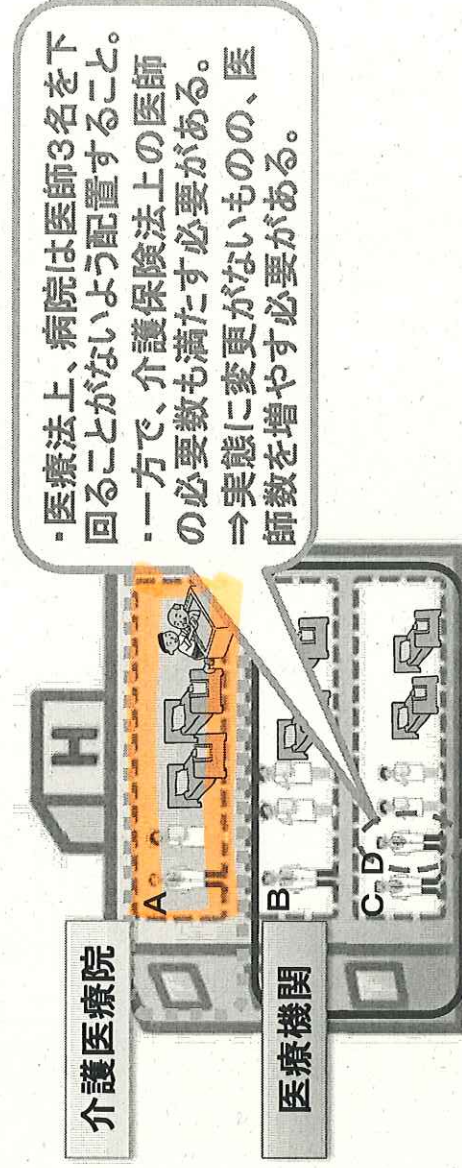 ・医療法上、病院は医師3名を下
回ることがないよう配置すること。
・一方で、介護保険法上の医師
の必要数も満たす必要がある。
⇒実態に変更がないものの、医
師数を増やす必要がある。
H
介護医療院
A
医療機関
B
C D